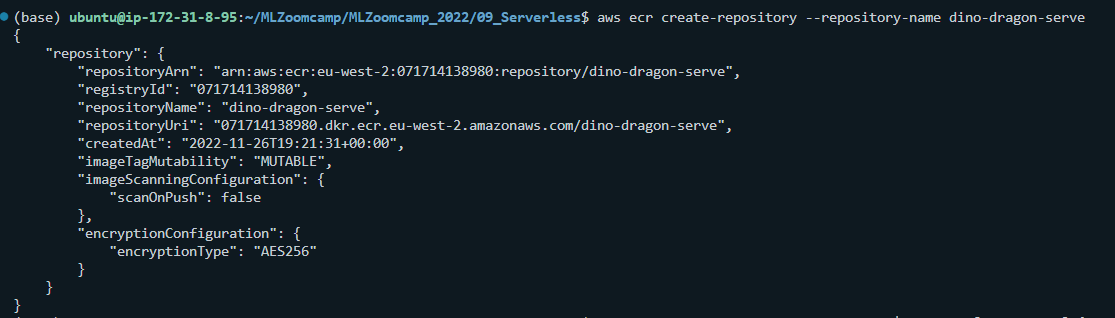 (base) ubuntu@ip-172-31-8-95:~/MLZoomcamp/MLZoomcamp_2022/09_Serverless$ aws ecr create-repository --repository-name dino-dragon-serve
{
    "repository": {
        "repositoryArn": "arn:aws:ecr:eu-west-2:071714138980:repository/dino-dragon-serve",
        "registryId": "071714138980",
        "repositoryName": "dino-dragon-serve",
        "repositoryUri": "071714138980.dkr.ecr.eu-west-2.amazonaws.com/dino-dragon-serve",
        "createdAt": "2022-11-26T19:21:31+00:00",
        "imageTagMutability": "MUTABLE",
        "imageScanningConfiguration": {
            "scanOnPush": false
        },
        "encryptionConfiguration": {
            "encryptionType": "AES256"
        }
    }
}